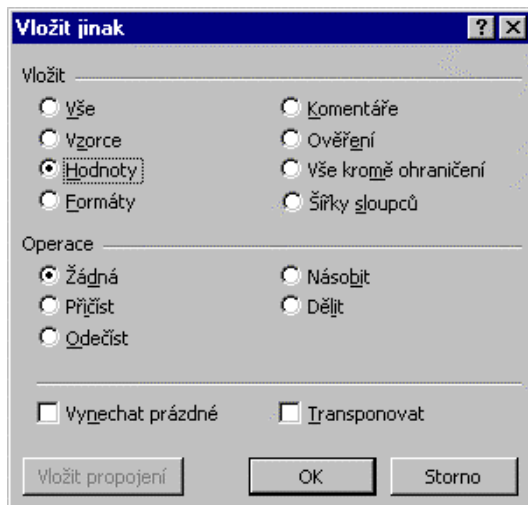 Vložit jinak
Vložit
Vše
Komentáře
Vzorce
Ověření
Hodnoty
Vše kromě ohraničení
Formáty
Šířky sloupců
Operace
Žádná
Násobit
Přičíst
Dělit
Odečíst
Vynechat prázdné
Transponovat
Vložit propojení
OK
Storno